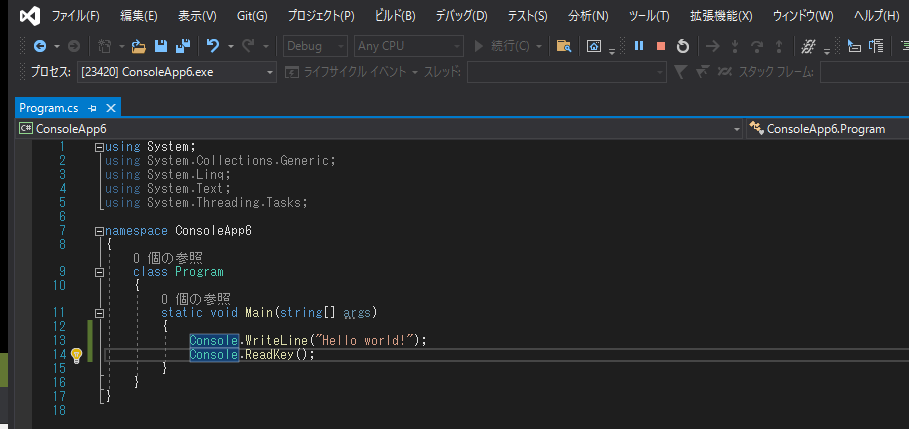 ファイル(F) 編集(E) 表示(V) Git(G) プロジェクト(P) ビルド(B) デバッグ(D) テスト(S) 分析(N) ツール(T) 拡張機能(X) ウィンドウ(W) ヘルプ(H)
Debug Any CPU 続行(C)
プロセス: [23420] ConsoleApp6.exe ライフサイクル イベント スレッド: スタック フレーム:
Program.cs
C# ConsoleApp6 ConsoleApp6.Program
1 using System;
2 using System.Collections.Generic;
3 using System.Linq;
4 using System.Text;
5 using System.Threading.Tasks;
6
7 namespace ConsoleApp6
8 {
0 個の参照
9 class Program
10 {
0 個の参照
11 static void Main(string[] args)
12 {
13 Console.WriteLine("Hello world!");
14 Console.ReadKey();
15 }
16 }
17 }
18